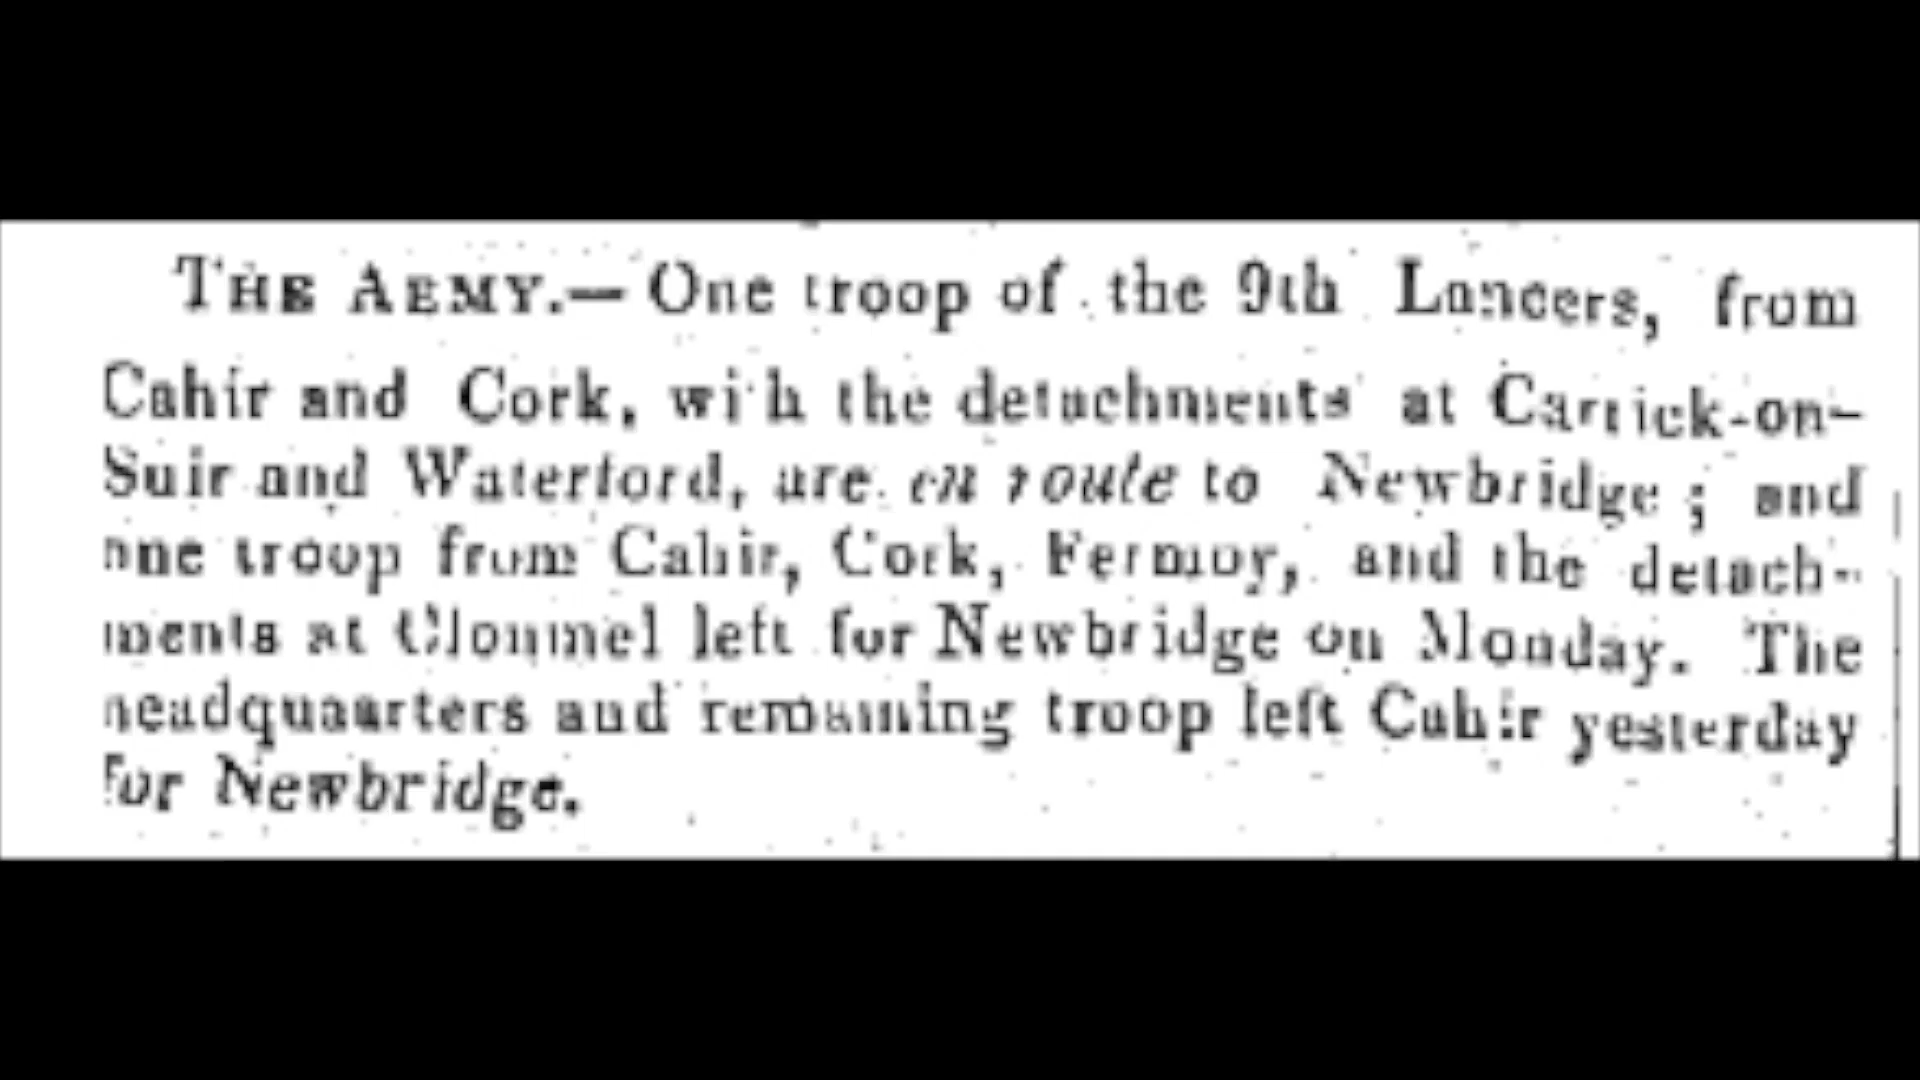 THE ARMY.— One troop of the 9th Lancers, from
Cahir and Cork, with the detachments at Carrick-on-
Suir and Waterford, are en route to Newbridge ; and
one troop from Cahir, Cork, Fermoy, and the detach-
ments at Clonmel left for Newbridge on Monday. The
headquaarters and remaining troop left Cahir yesterday
for Newbridge.